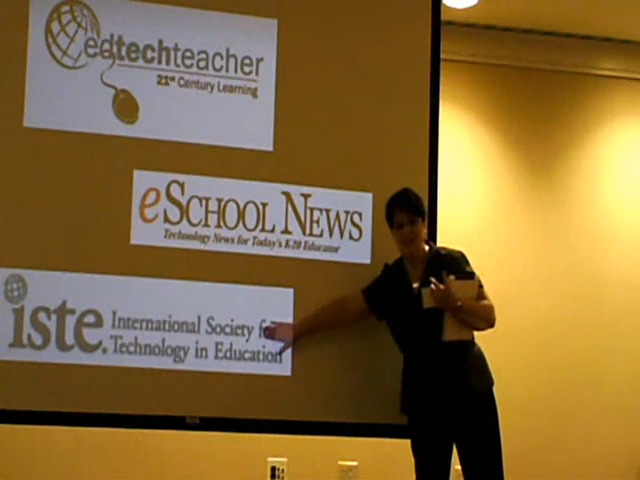 edtechteacher
21st Century Learning
eSCHOOL NEWS
Technology News for Today's K-20 Educator
iste.
International Society f
Technology in Education